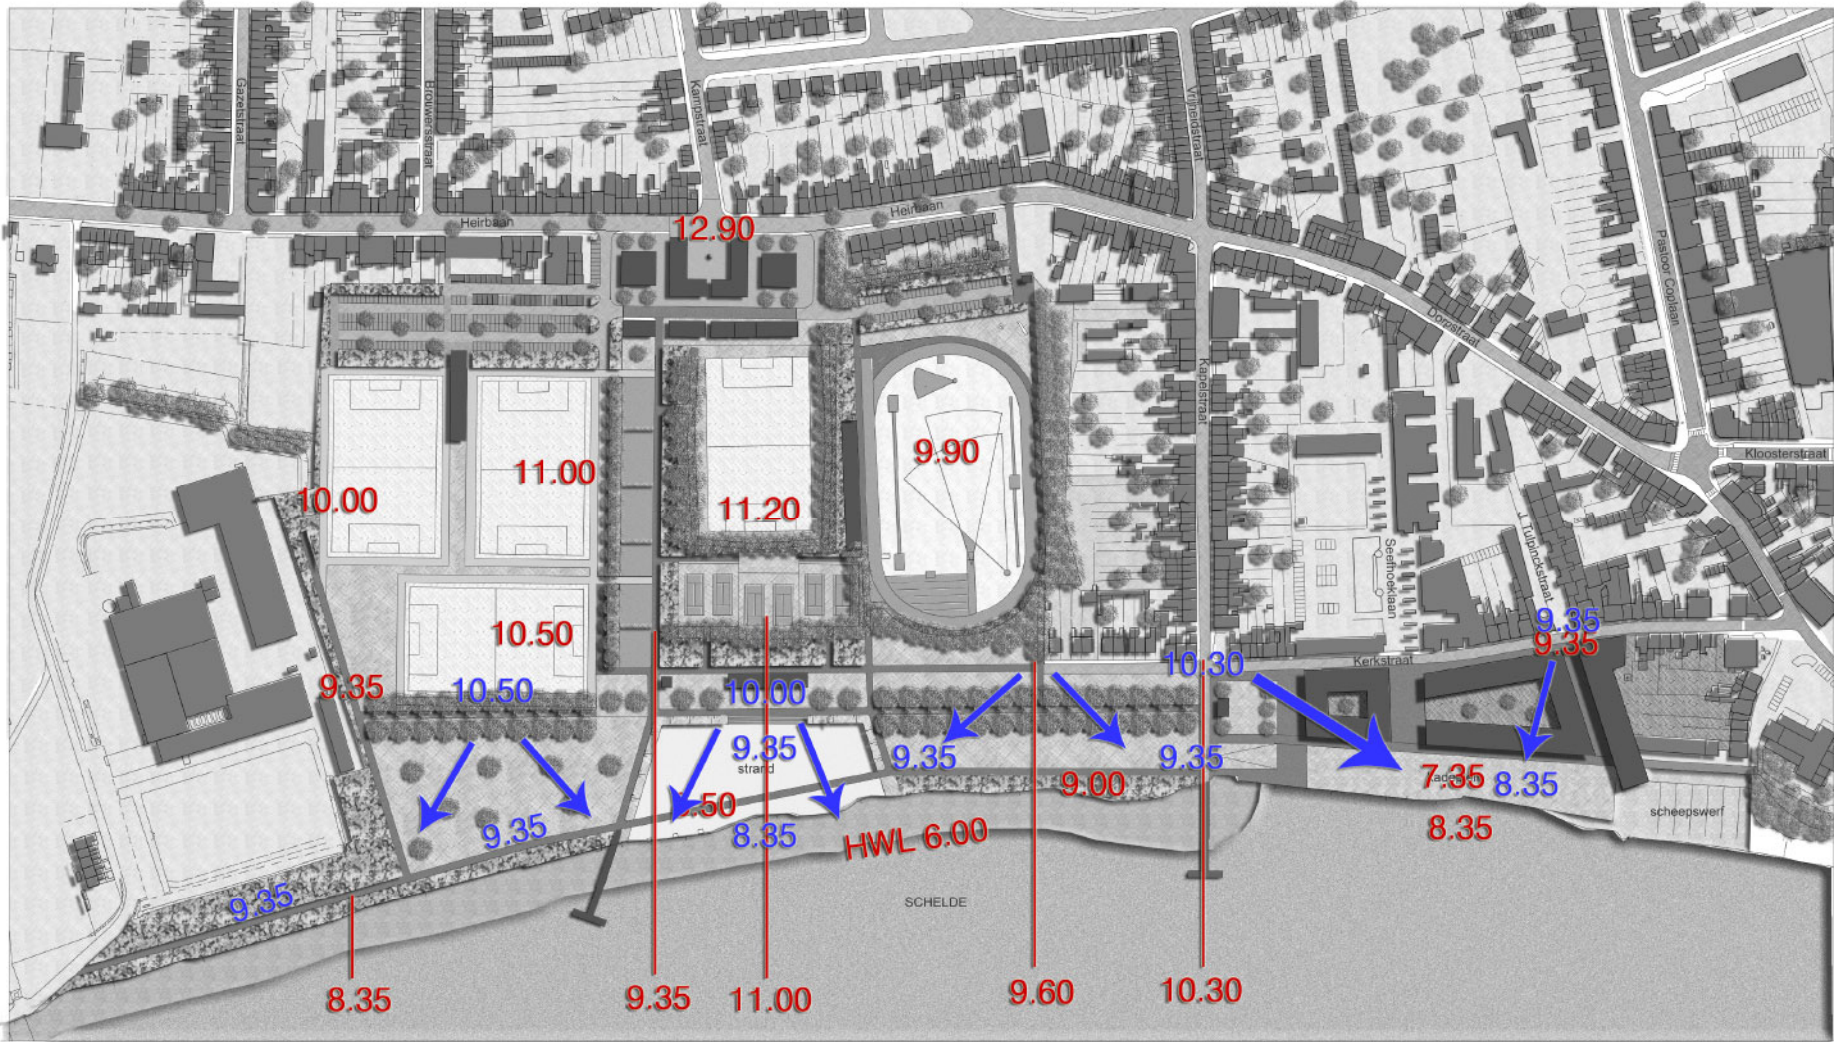 Gazetstraat
Brouwersstraat
Kampstraat
Vrijheidstraat
Pastoor Coplaan
Heirbaan
Heirbaan
12.90
Dorpstraat
Kapelstraat
Kloosterstraat
9.90
11.00
10.00
11.20
Seefhoeklaan
Tulpinckstraat
9.35
9.35
10.50
Kerkstraat
10.30
9.35
10.50
10.00
9.35
strand
9.35
9.35
9.00
7.35
8.35
.50
8.35
9.35
HWL 6.00
8.35
scheepswerf
9.35
SCHELDE
8.35
9.35
11.00
9.60
10.30